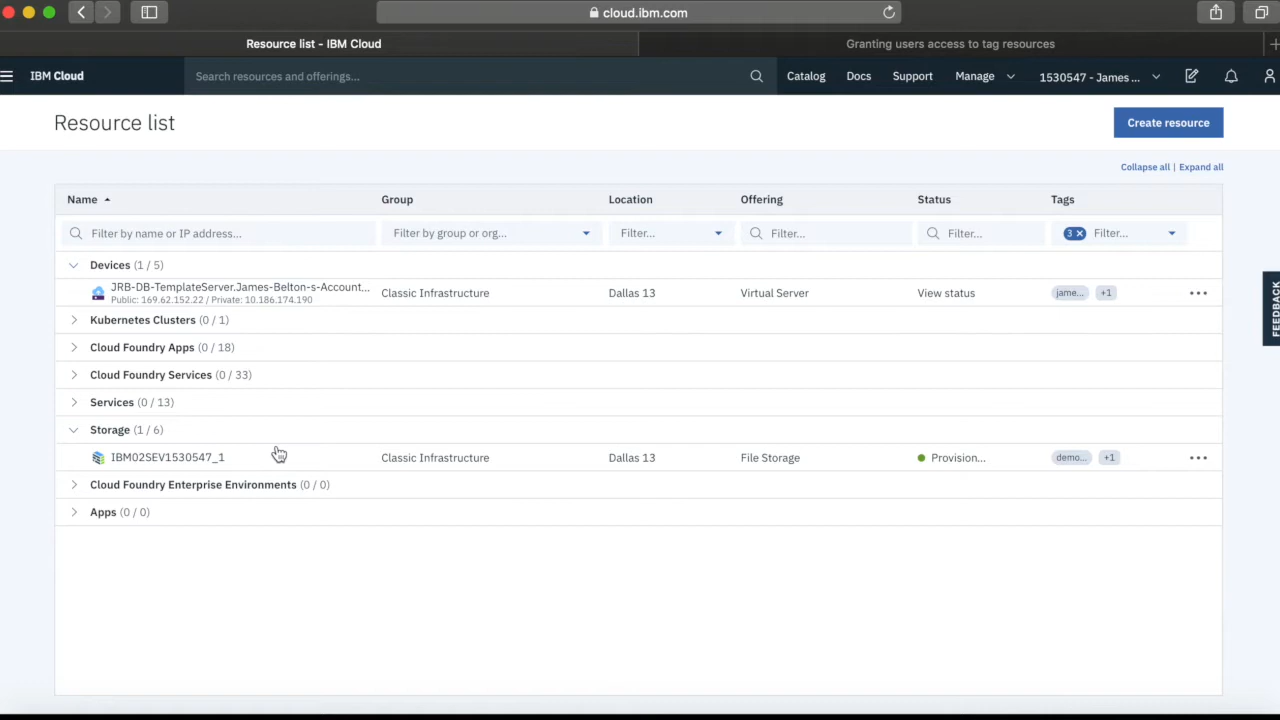 cloud.ibm.com
Resource list - IBM Cloud
Granting users access to tag resources
IBM Cloud
Search resources and offerings...
Catalog
Docs
Support
Manage
1530547 - James ...
Resource list
Create resource
Collapse all | Expand all
Name
Group
Location
Offering
Status
Tags
Filter by name or IP address...
Filter by group or org...
Filter...
Filter...
Filter...
3 × Filter...
Devices (1 / 5)
JRB-DB-TemplateServer.James-Belton-s-Account...
Public: 169.62.152.22 / Private: 10.186.174.190
Classic Infrastructure
Dallas 13
Virtual Server
View status
jame...
+1
Kubernetes Clusters (0 / 1)
Cloud Foundry Apps (0 / 18)
Cloud Foundry Services (0 / 33)
Services (0 / 13)
Storage (1 / 6)
IBM02SEV1530547_1
Classic Infrastructure
Dallas 13
File Storage
Provision...
demo...
+1
Cloud Foundry Enterprise Environments (0 / 0)
Apps (0 / 0)
FEEDBACK